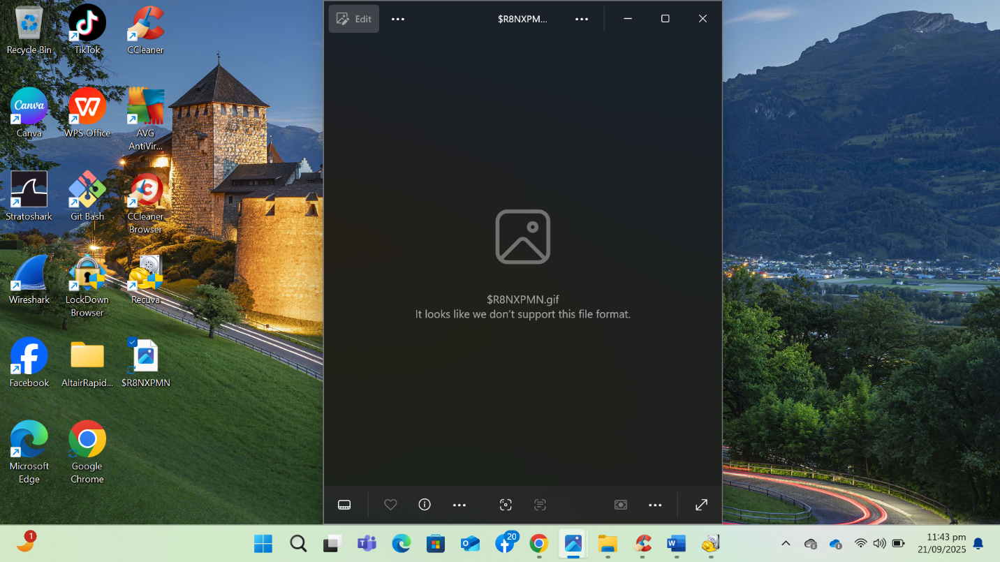 Recycle Bin
TikTok
CCleaner
Canva
Canva
WPS Office
AVG
AntiVir...
Stratoshark
Git Bash
CCleaner
Browser
Wireshark
LockDown
Browser
Recuva
Facebook
AltairRapid...
$R8NXPMN
Microsoft
Edge
Google
Chrome
Edit
$R8NXPM...
$R8NXPMN.gif
It looks like we don't support this file format.
1
20
11:43 pm
21/09/2025